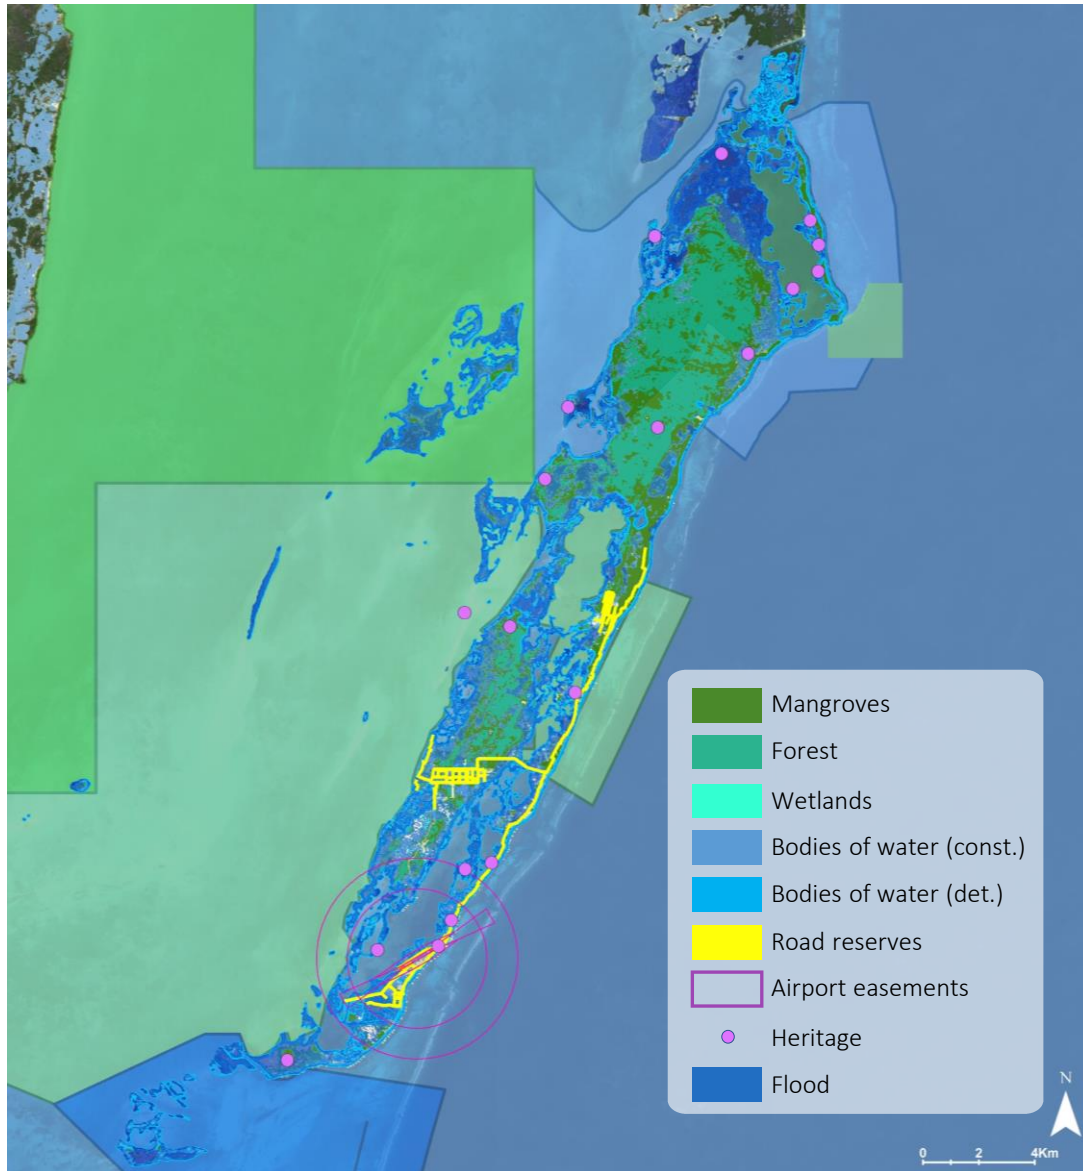 Mangroves
Forest
Wetlands
Bodies of water (const.)
Bodies of water (det.)
Road reserves
Airport easements
Heritage
Flood
N
0 2 4Km